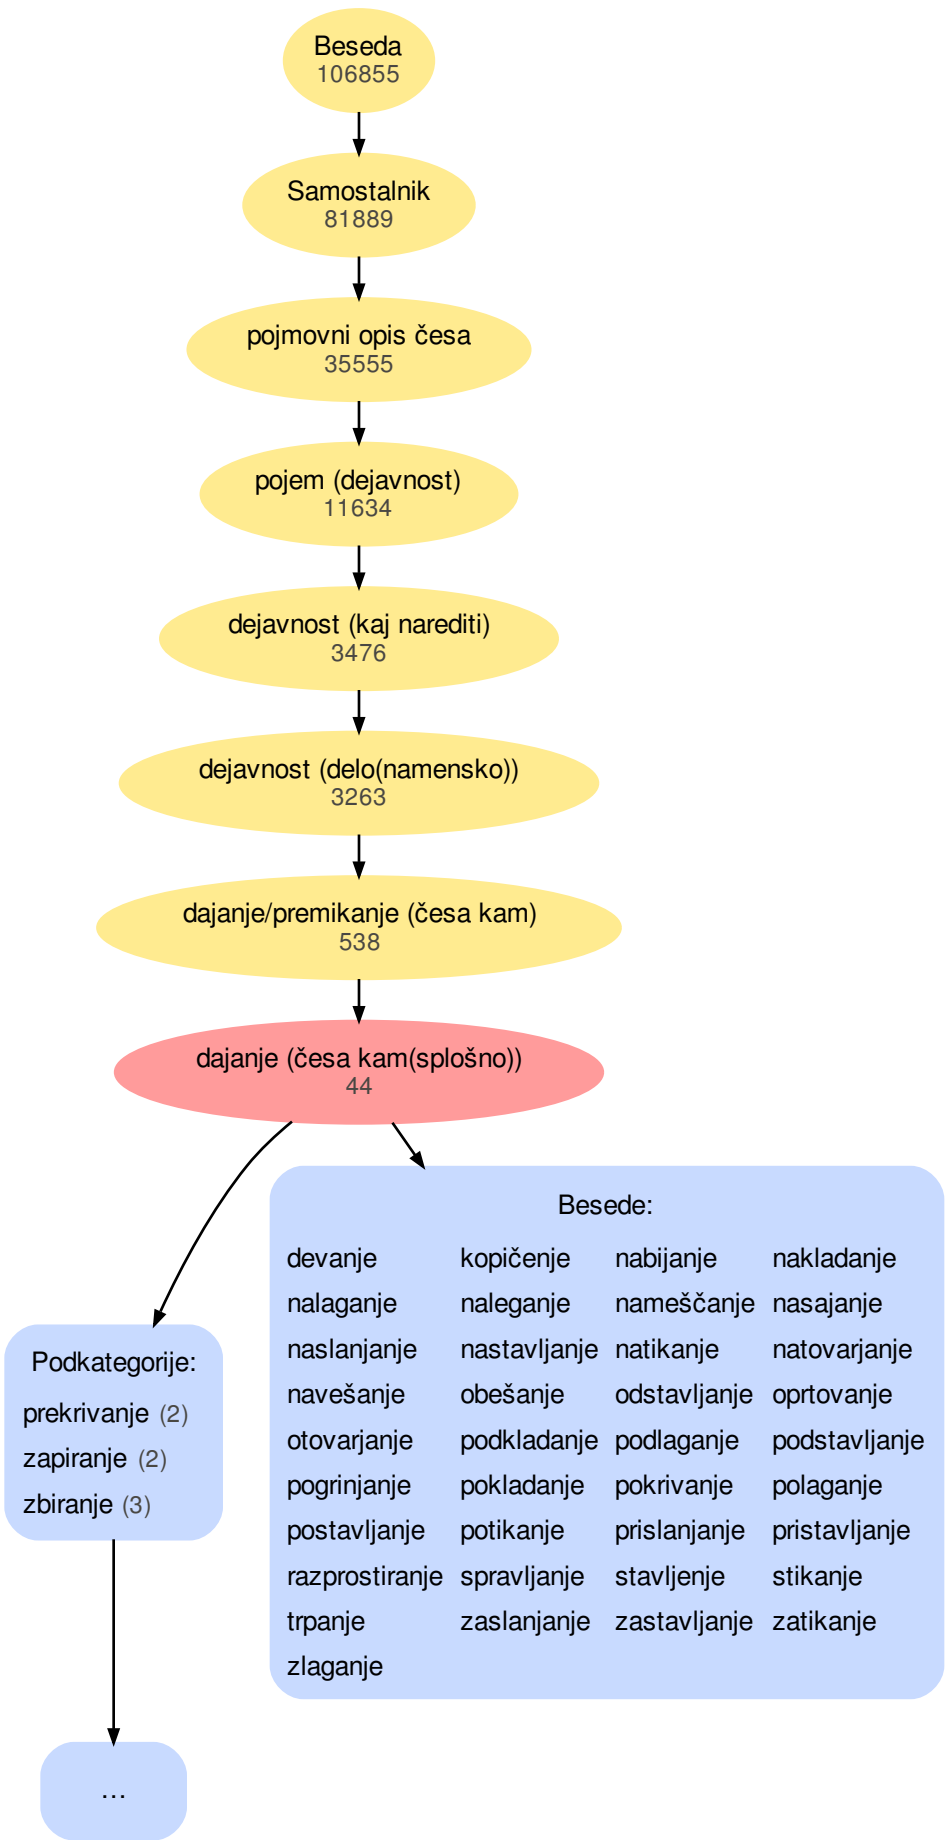 Beseda
106855
Samostalnik
81889
pojmovni opis česa
35555
pojem (dejavnost)
11634
dejavnost (kaj narediti)
3476
dejavnost (delo(namensko))
3263
dajanje/premikanje (česa kam)
538
dajanje (česa kam(splošno))
44
Podkategorije:
prekrivanje (2)
zapiranje (2)
zbiranje (3)
...
Besede:
devanje kopičenje nabijanje nakladanje
nalaganje naleganje nameščanje nasajanje
naslanjanje nastavljanje natikanje natovarjanje
navešanje obešanje odstavljanje oprtovanje
otovarjanje podkladanje podlaganje podstavljanje
pogrinjanje pokladanje pokrivanje polaganje
postavljanje potikanje prislanjanje pristavljanje
razprostiranje spravljanje stavljenje stikanje
trpanje zaslanjanje zastavljanje zatikanje
zlaganje